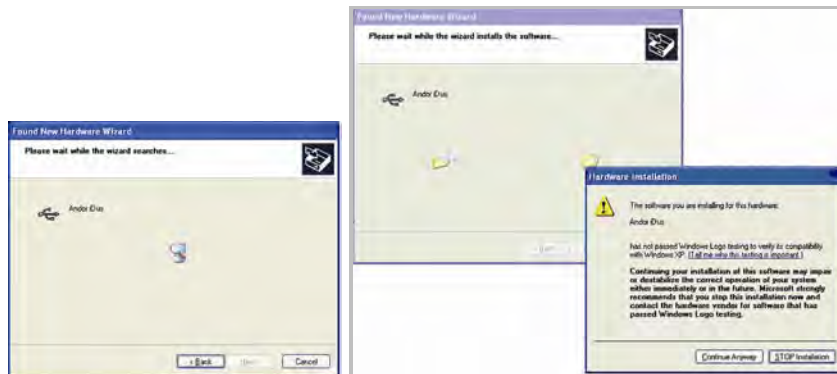 Found New Hardware Wizard
Please wait while the wizard searches...
Andor iDus
< Back
Next >
Cancel
Found New Hardware Wizard
Please wait while the wizard installs the software...
Andor iDus
< Back
Hardware Installation
The software you are installing for this hardware:
Andor iDus
has not passed Windows Logo testing to verify its compatibility
with Windows XP. (Tell me why this testing is important.)
Continuing your installation of this software may impair
or destabilize the correct operation of your system
either immediately or in the future. Microsoft strongly
recommends that you stop this installation now and
contact the hardware vendor for software that has
passed Windows Logo testing.
Continue Anyway
STOP Installation